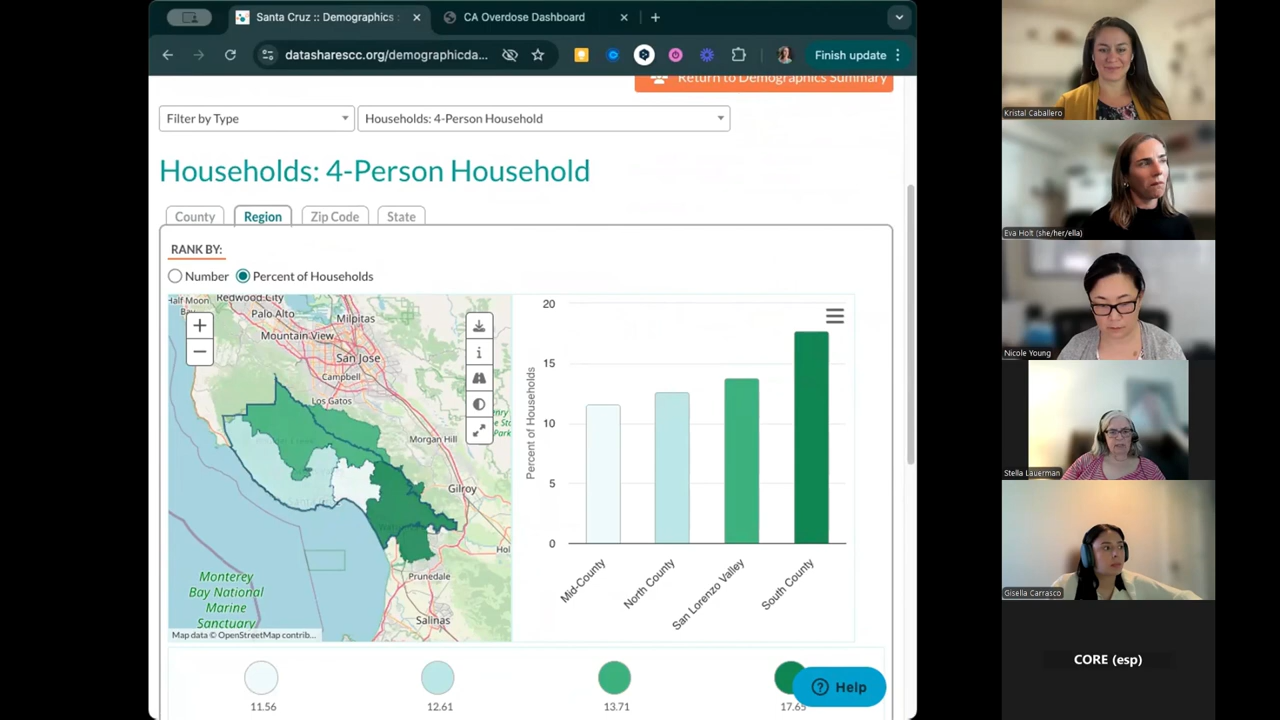 Santa Cruz :: Demographics :
CA Overdose Dashboard
datasharescc.org/demographicda...
Finish update
Return to Demographics Summary
Filter by Type
Households: 4-Person Household
Households: 4-Person Household
County
Region
Zip Code
State
RANK BY:
Number
Percent of Households
Half Moon
Redwood City
Palo Alto
Milpitas
Mountain View
San Jose
Campbell
Los Gatos
Morgan Hill
Gilroy
Hol
Prunedale
Salinas
Monterey
Bay National
Marine
Sanctuary
Map data © OpenStreetMap contrib...
Percent of Households
20
15
10
5
0
Mid-County
North County
San Lorenzo Valley
South County
11.56
12.61
13.71
17.65
Help
Kristal Caballero
Eva Holt (she/her/ella)
Nicole Young
Stella Lauerman
Gisella Carrasco
CORE (esp)